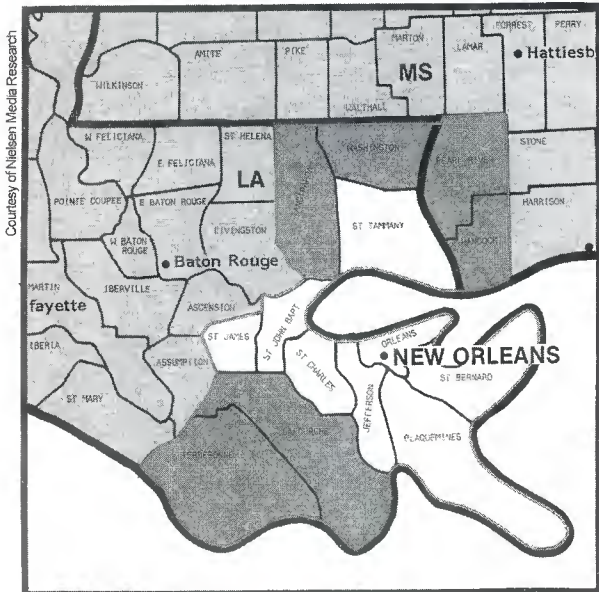 Courtesy of Nielsen Media Research
FORREST
PERRY
MARION
LAMAR
AMITE
PIKE
Hattiesb
WILKINSON
MS
WALTHALL
W FELICIANA
ST HELENA
WASHINGTON
STONE
E FELICIANA
LA
POINTE COUPEE
E BATON ROUGE
HARRISON
LIVINGSTON
ST TAMMANY
HANCOCK
W BATON
ROUGE
Baton Rouge
MARTIN
IBERVILLE
fayette
ASCENSION
ST JAMES
ST JOHN BAPT
ORLEANS
NEW ORLEANS
IBERIA
ASSUMPTION
ST CHARLES
ST BERNARD
ST MARY
JEFFERSON
PLAQUEMINES